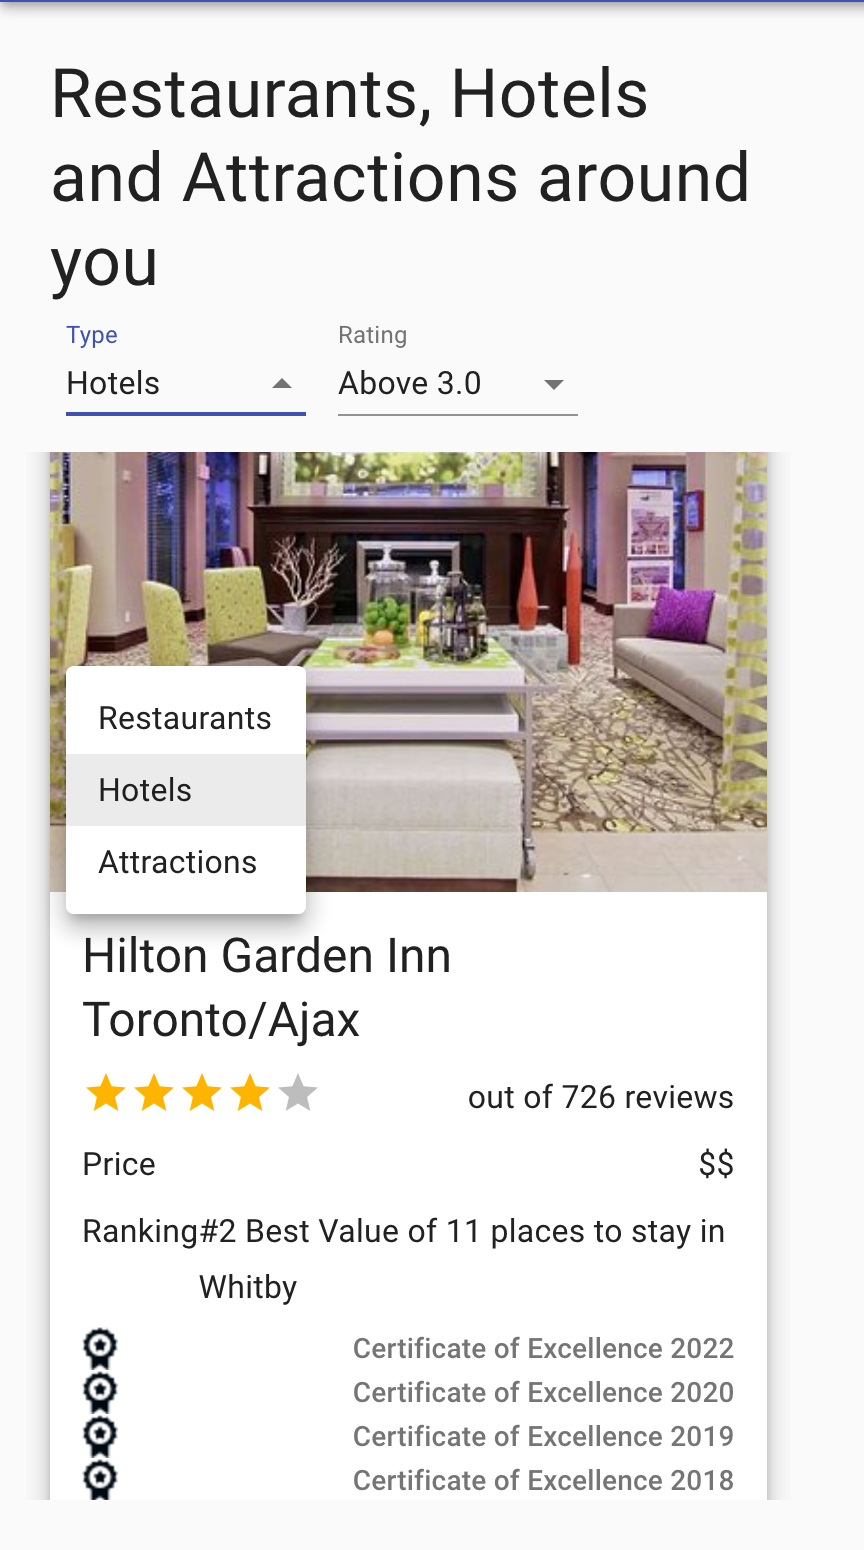 Restaurants, Hotels
and Attractions around
you
Type
Rating
Hotels
Above 3.0
Restaurants
Hotels
Attractions
Hilton Garden Inn
Toronto/Ajax
out of 726 reviews
Price $$
Ranking#2 Best Value of 11 places to stay in
Whitby
Certificate of Excellence 2022
Certificate of Excellence 2020
Certificate of Excellence 2019
Certificate of Excellence 2018